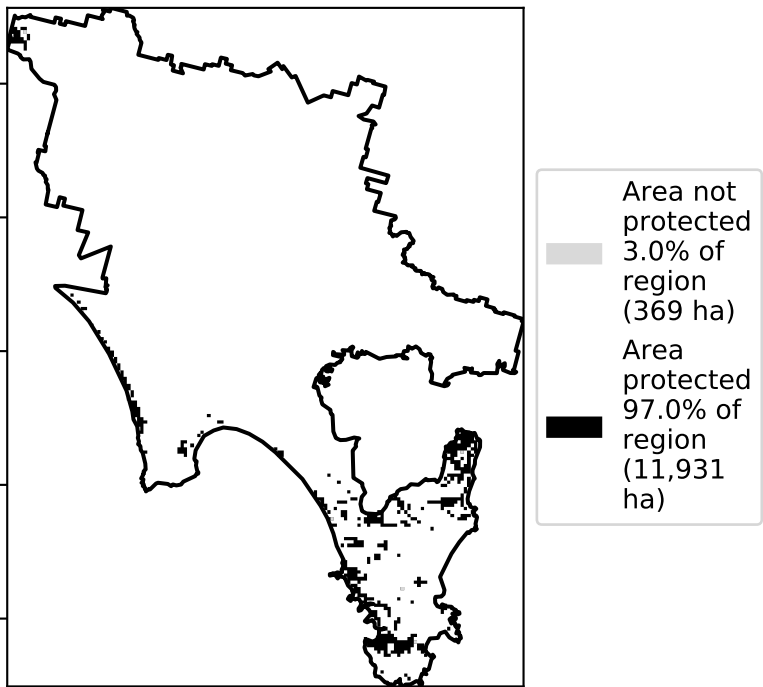 Area not
protected
3.0% of
region
(369 ha)
Area
protected
97.0% of
region
(11,931
ha)